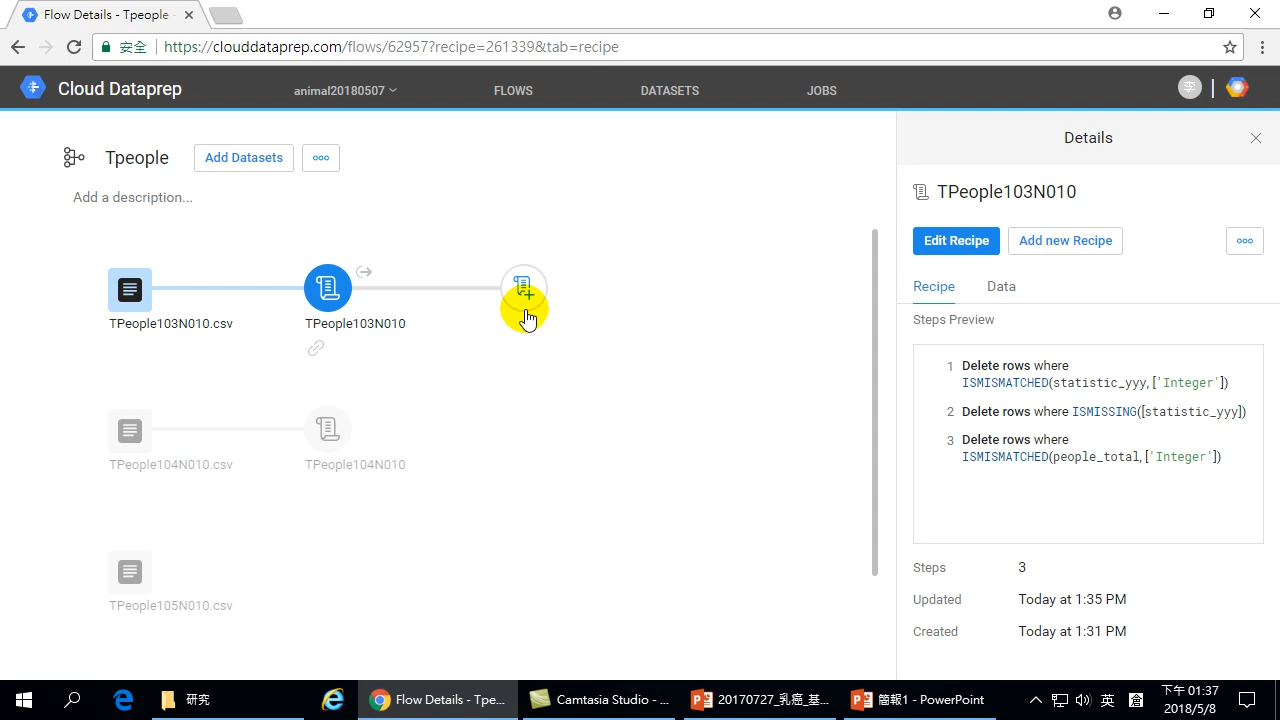 Flow Details - Tpeople
安全 https://clouddataprep.com/flows/62957?recipe=261339&tab=recipe
Cloud Dataprep animal20180507 FLOWS DATASETS JOBS 李
Tpeople Add Datasets
Add a description...
TPeople103N010.csv TPeople103N010
TPeople104N010.csv TPeople104N010
TPeople105N010.csv
Details
TPeople103N010
Edit Recipe Add new Recipe
Recipe Data
Steps Preview
1 Delete rows where
ISMISMATCHED(statistic_yyy,['Integer'])
2 Delete rows where ISMISSING([statistic_yyy])
3 Delete rows where
ISMISMATCHED(people_total,['Integer'])
Steps 3
Updated Today at 1:35 PM
Created Today at 1:31 PM
研究 Flow Details - Tpe... Camtasia Studio - ... 20170727_乳癌_基... 簡報1 - PowerPoint 英 下午 01:37
2018/5/8